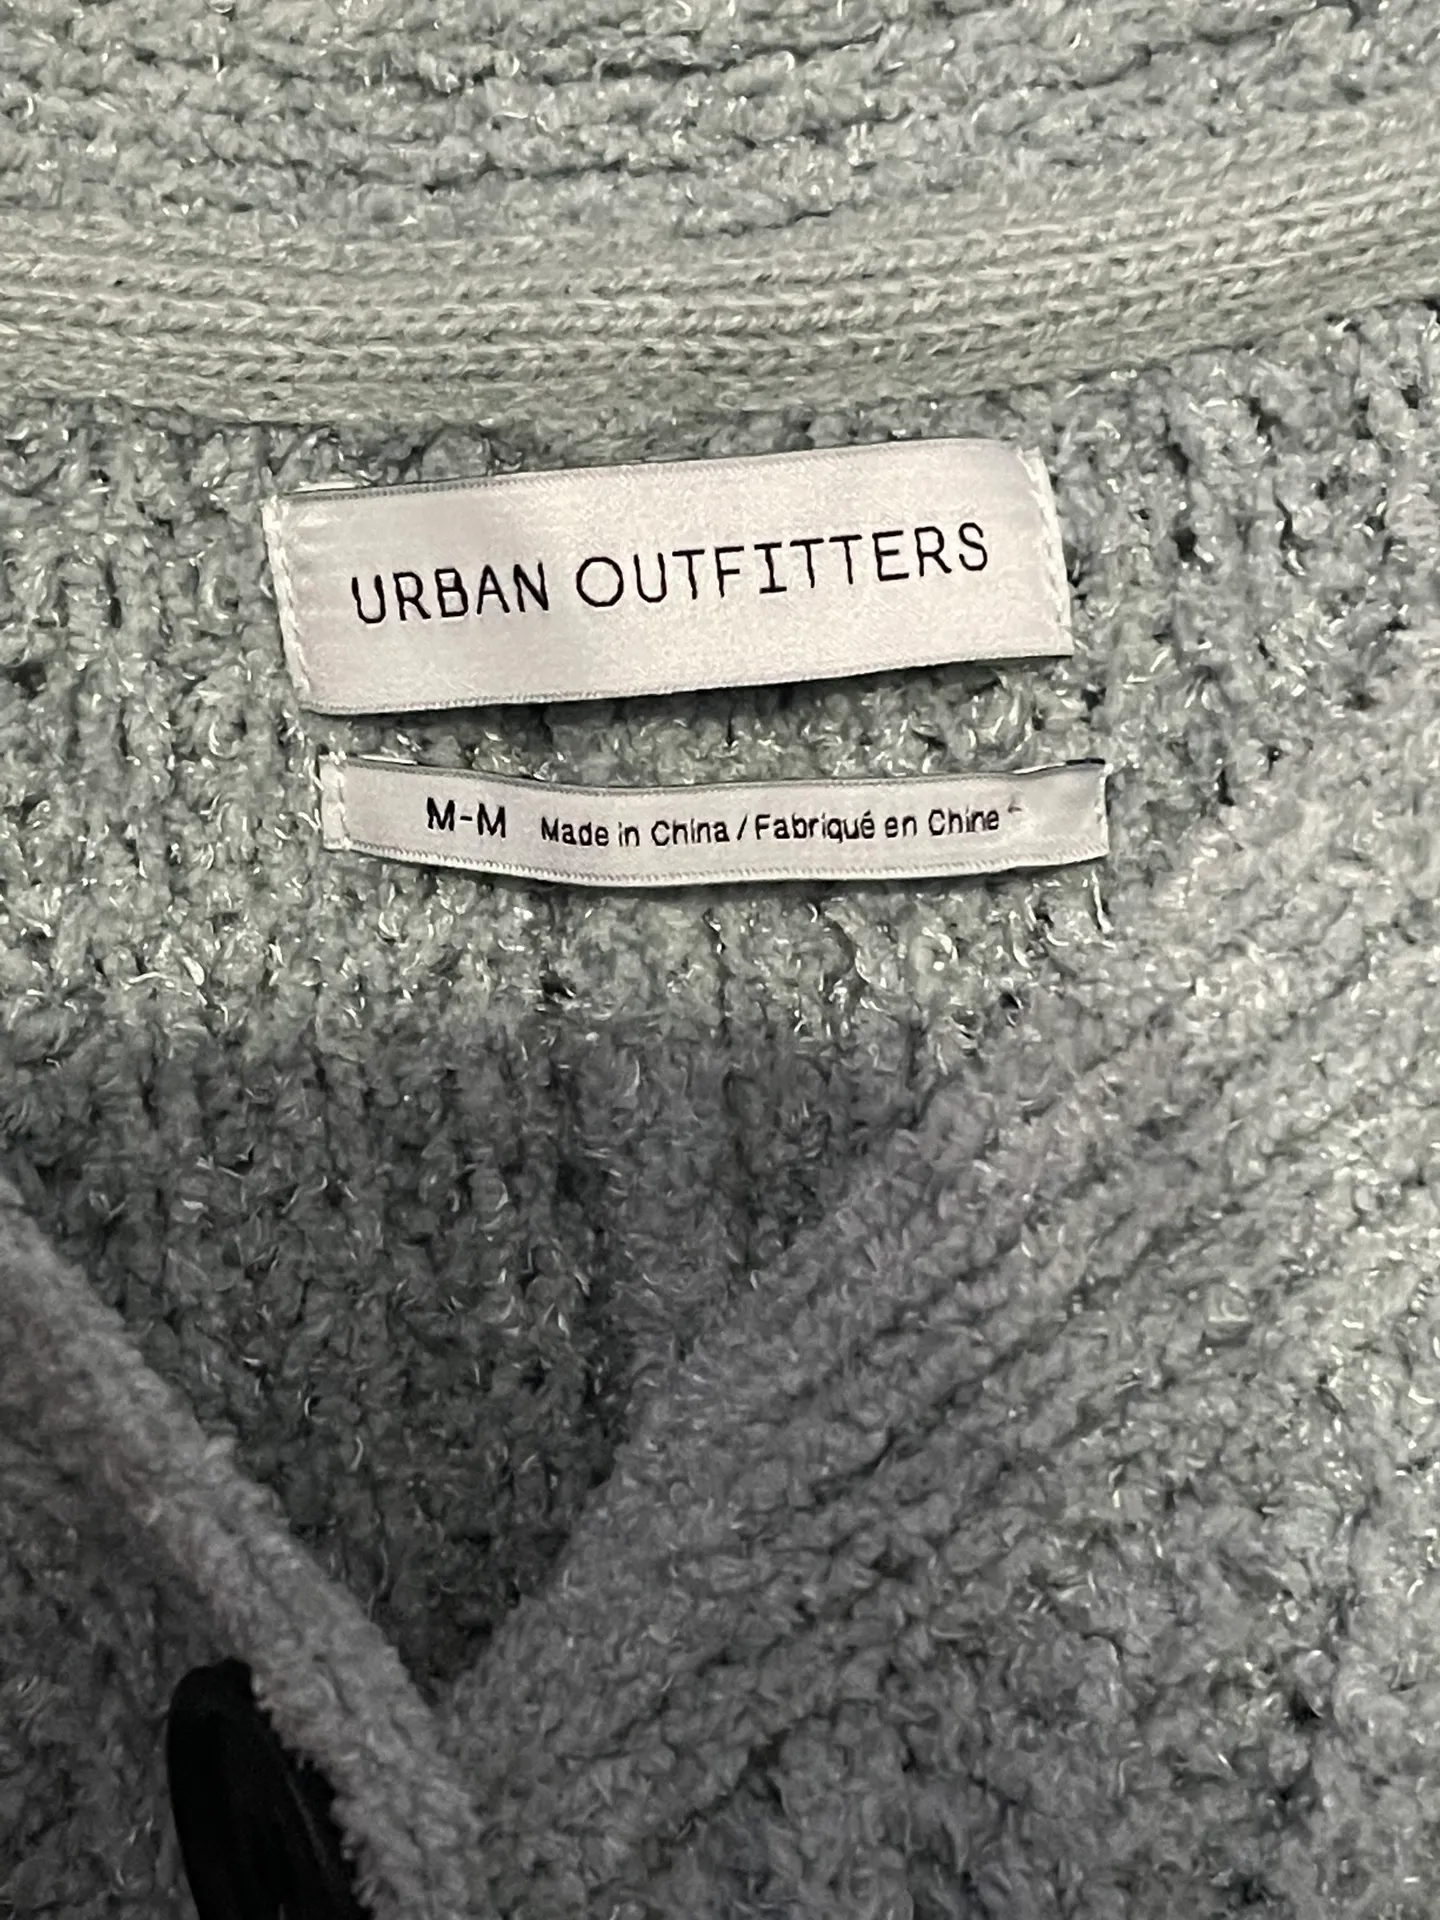 URBAN OUTFITTERS
M-M Made in China / Fabriqué en Chine